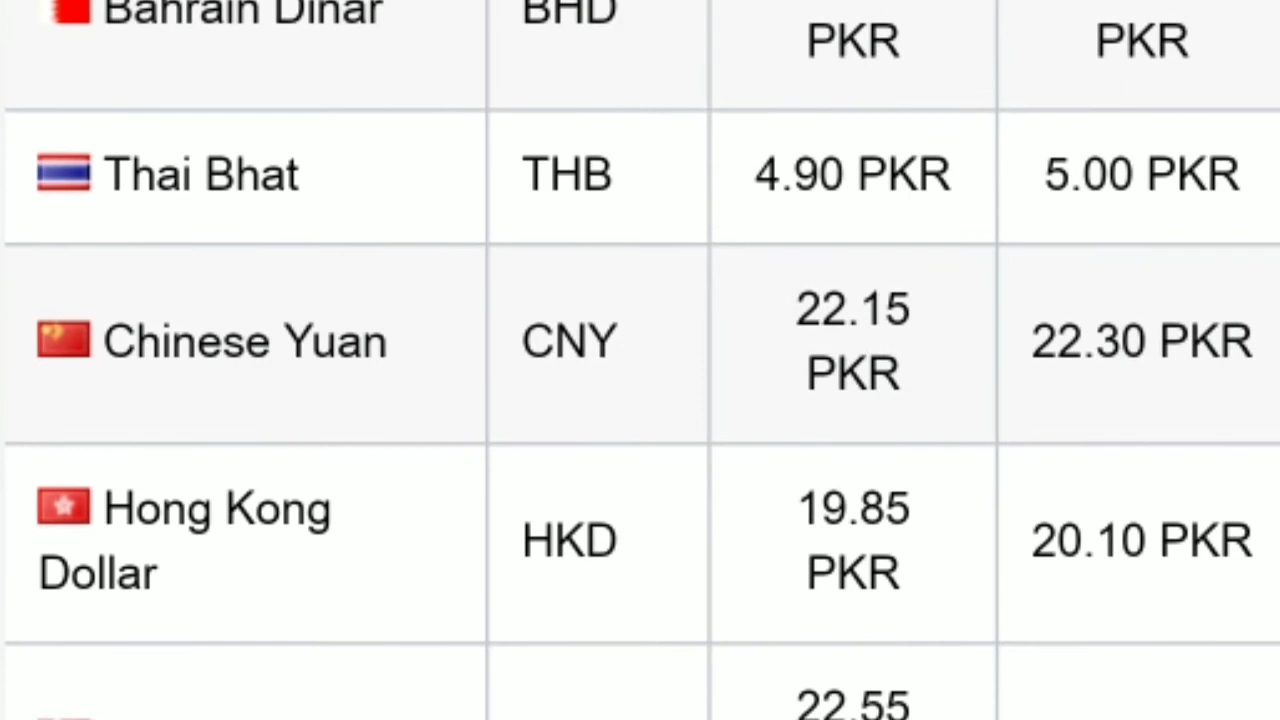 Bahrain Dinar BHD
PKR PKR
Thai Bhat THB 4.90 PKR 5.00 PKR
22.15
Chinese Yuan CNY 22.30 PKR
PKR
Hong Kong 19.85
HKD 20.10 PKR
Dollar PKR
22.55